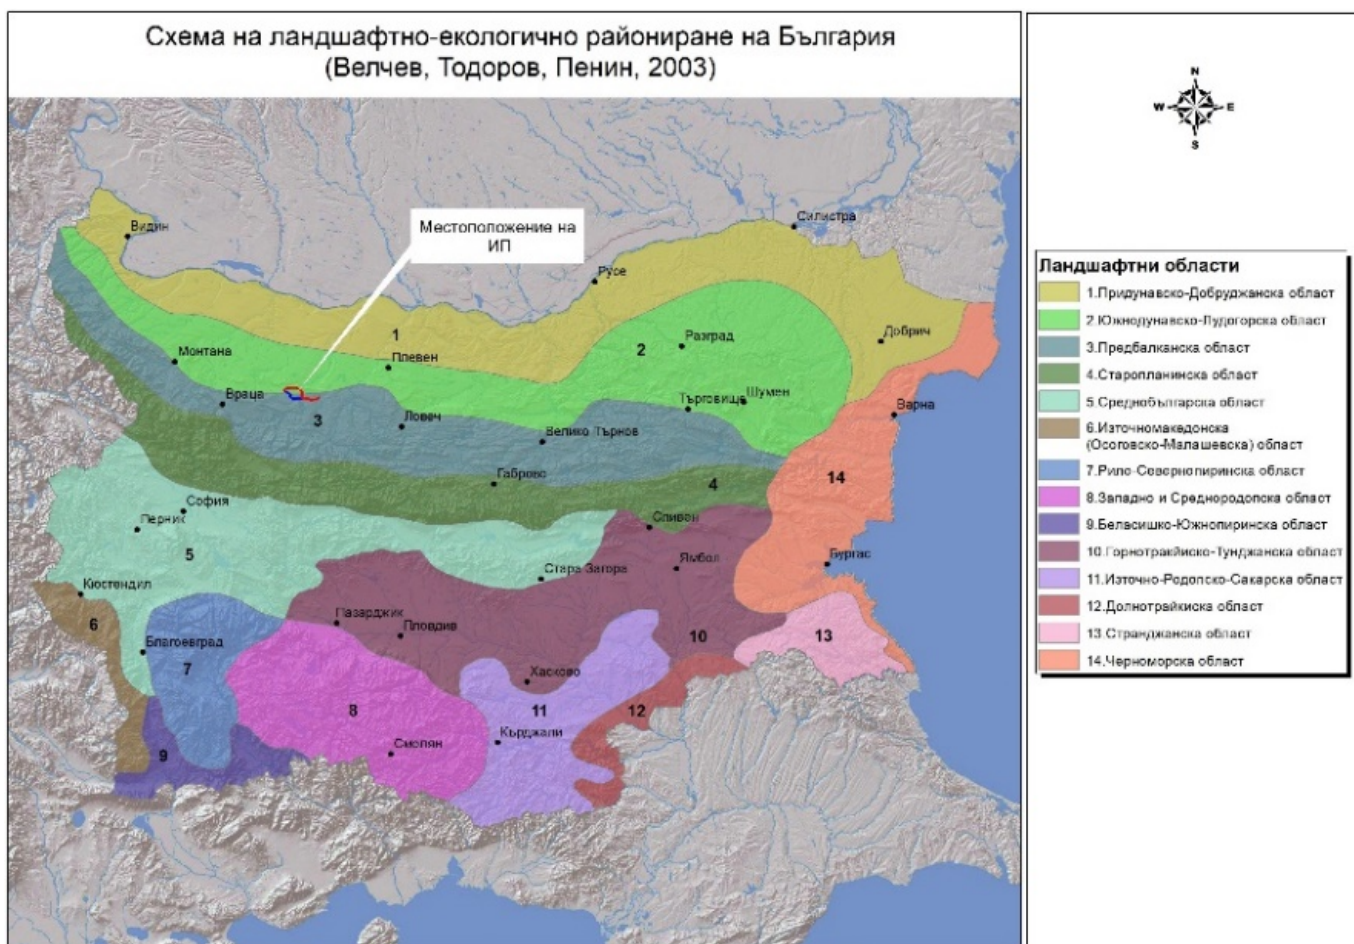 Схема на ландшафтно-екологично райониране на България
(Велчев, Тодоров, Пенин, 2003)
N
W
E
S
Местоположение на
ИП
Видин
Силистра
Русе
1
2
Разград
Добрич
Монтана
Плевен
Враца
3
Ловеч
Търговище
Шумен
Варна
Велико Търнов
Габрово
4
14
София
Перник
5
Сливен
Ямбол
Бургас
Стара Загора
Кюстендил
6
Пазарджик
Пловдив
10
13
Благоевград
7
Хасково
8
11
12
Кърджали
Смолян
9
Ландшафтни области
1.Придунавско-Добруджанска област
2.Южнодунавско-Лудогорска област
3.Предбалканска област
4.Старопланинска област
5.Среднобългарска област
6.Източномакедонска
(Осоговско-Малашевска) област
7.Рило-Севернопиринска област
8.Западно и Среднородопска област
9.Беласишко-Южнопиринска област
10.Горнотракийско-Тунджанска област
11.Източно-Родопско-Сакарска област
12.Долнотракийска област
13.Странджанска област
14.Черноморска област